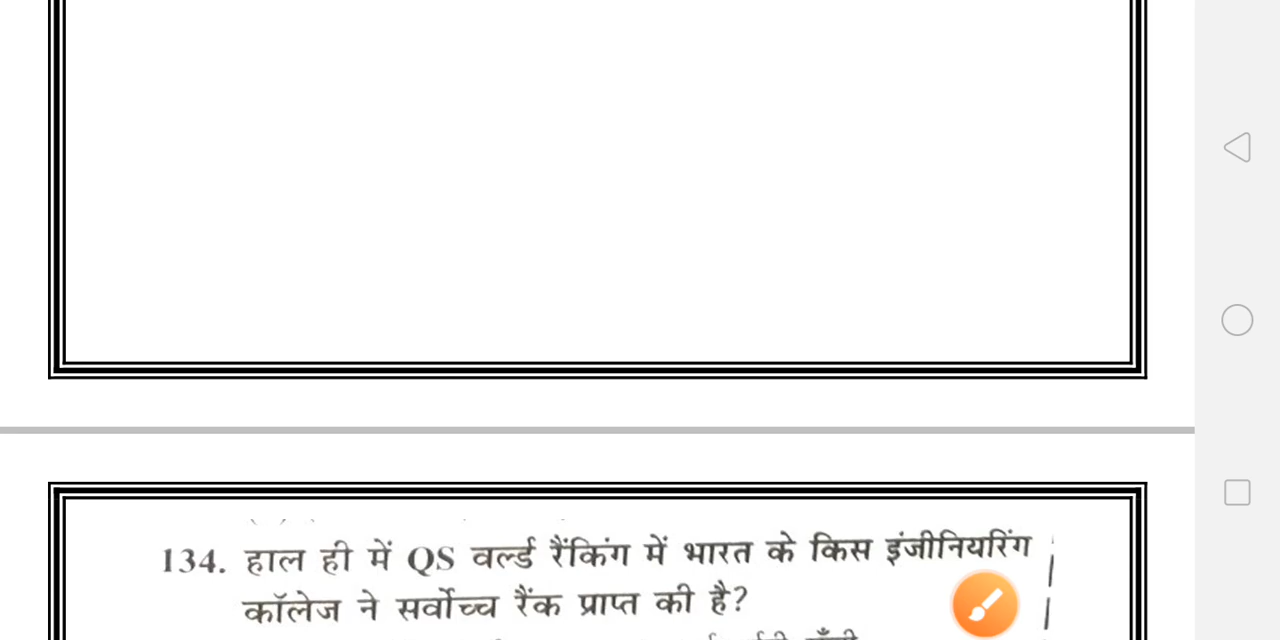 134. हाल ही में QS वर्ल्ड रैंकिंग में भारत के किस इंजीनियरिंग
कॉलेज ने सर्वोच्च रैंक प्राप्त की है?